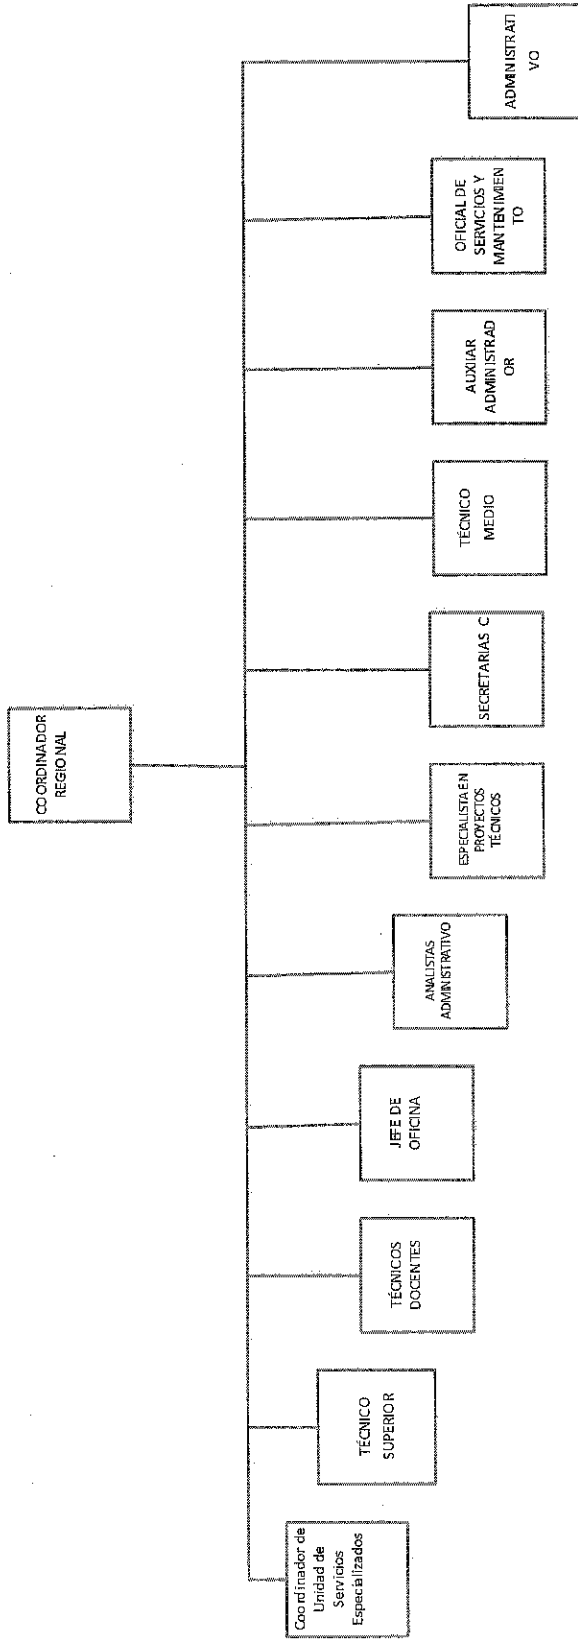 COORDINADOR
REGIONAL
Coordinador de
Unidad de
Servicios
Especializados
TÉCNICO
SUPERIOR
TÉCNICOS
DOCENTES
JEFE DE
OFICINA
ANALISTAS
ADMINISTRATIVO
ESPECIALISTA EN
PROYECTOS
TÉCNICOS
SECRETARIAS C
TÉCNICO
MEDIO
AUXILIAR
ADMINISTRAD
OR
OFICIAL DE
SERVICIOS Y
MANTENIMIEN
TO
ADMINISTRATI
VO